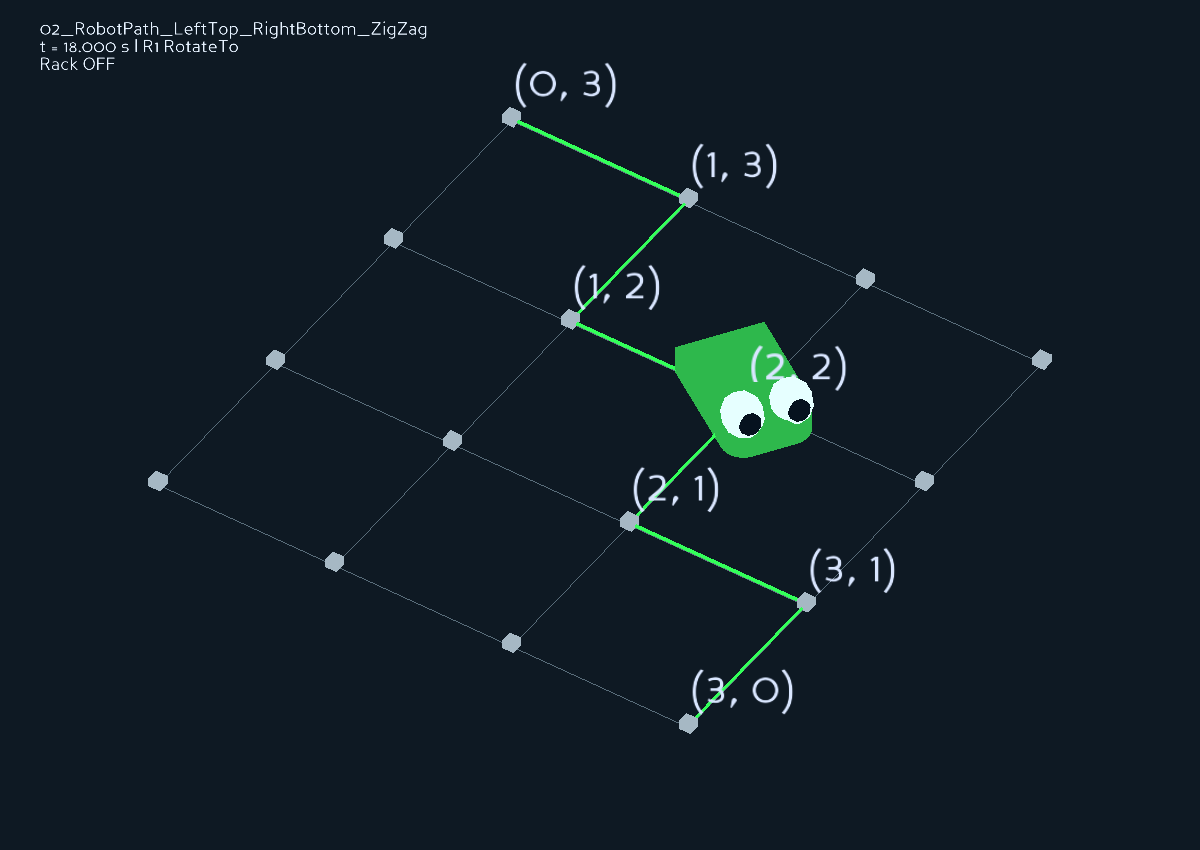 02_RobotPath_LeftTop_RightBottom_ZigZag
t = 18.000 s | R1 RotateTo
Rack OFF
(0, 3)
(1, 3)
(1, 2)
(2, 2)
(2, 1)
(3, 1)
(3, 0)